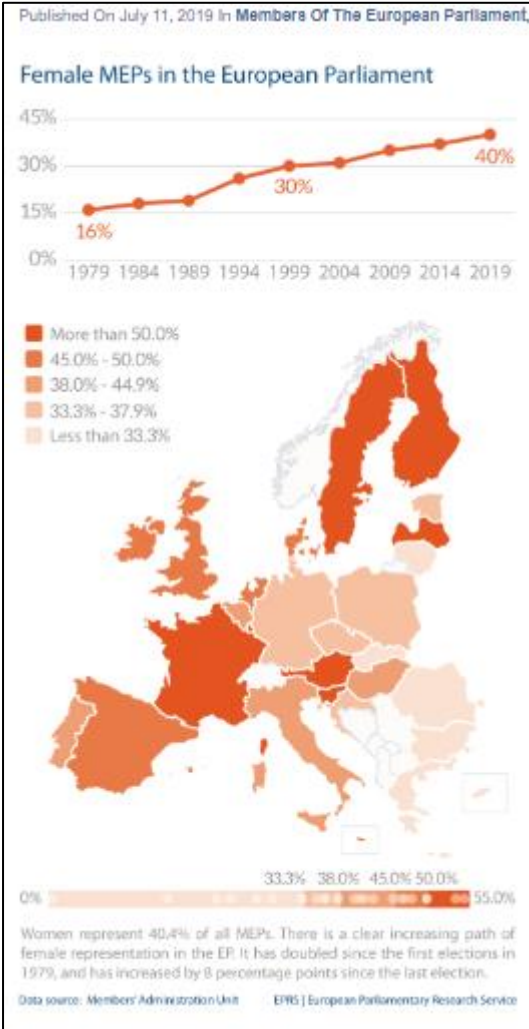 Published On July 11, 2019 In Members Of The European Parliament,
Female MEPs in the European Parliament
45%
30%
15%
0%
16%
30%
40%
1979 1984 1989 1994 1999 2004 2009 2014 2019
More than 50.0%
45.0% - 50.0%
38.0% - 44.9%
33.3% - 37.9%
Less than 33.3%
33.3% 38.0% 45.0% 50.0%
0% 55.0%
Women represent 40.4% of all MEPs. There is a clear increasing path of
female representation in the EP. It has doubled since the first elections in
1979, and has increased by 8 percentage points since the last election.
Data source: Members' Administration Unit EPRS | European Parliamentary Research Service